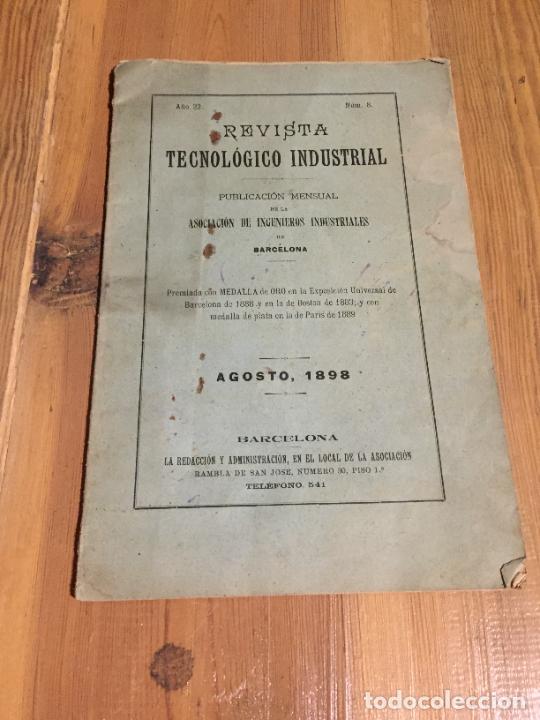 Año 22. Núm. 8.
REVISTA
TECNOLÓGICO INDUSTRIAL
PUBLICACIÓN MENSUAL
DE LA
ASOCIACIÓN DE INGENIEROS INDUSTRIALES
DE
BARCELONA
Premiada con MEDALLA de ORO en la Exposición Universal de
Barcelona de 1888 y en la de Boston de 1883; y con
medalla de plata en la de París de 1889
AGOSTO, 1898
BARCELONA
LA REDACCIÓN Y ADMINISTRACIÓN, EN EL LOCAL DE LA ASOCIACIÓN
RAMBLA DE SAN JOSÉ, NÚMERO 30, PISO 1.º
TELÉFONO 541
todocoleccion
todocoleccion.net